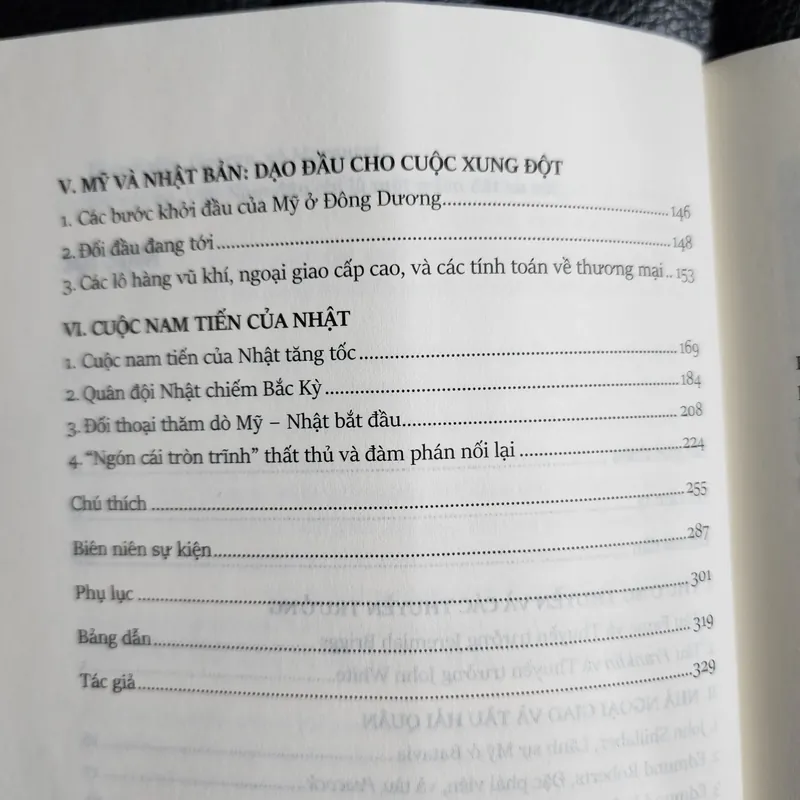 V. MỸ VÀ NHẬT BẢN: DẠO ĐẦU CHO CUỘC XUNG ĐỘT
1. Các bước khởi đầu của Mỹ ở Đông Dương 146
2. Đối đầu đang tới 148
3. Các lô hàng vũ khí, ngoại giao cấp cao, và các tính toán về thương mại 153
VI. CUỘC NAM TIẾN CỦA NHẬT
1. Cuộc nam tiến của Nhật tăng tốc 169
2. Quân đội Nhật chiếm Bắc Kỳ 184
3. Đối thoại thăm dò Mỹ – Nhật bắt đầu 208
4. “Ngón cái tròn trĩnh” thất thủ và đàm phán nối lại 224
Chú thích 255
Biên niên sự kiện 287
Phụ lục 301
Bảng dẫn 319
Tác giả 329